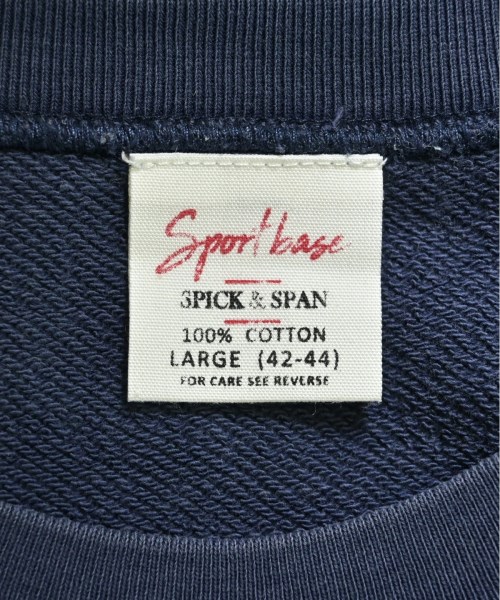 Sport base
SPICK & SPAN
100% COTTON
LARGE (42-44)
FOR CARE SEE REVERSE